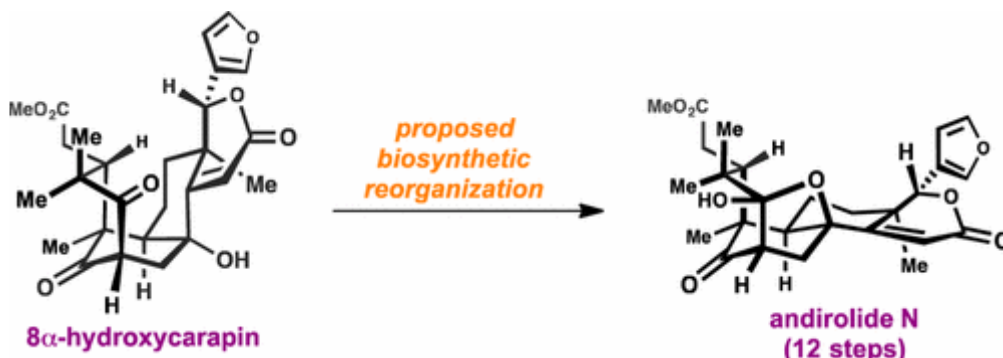 O
H
O
O
MeO₂C
Me
H
O
Me
Me
Me
OH
O
H
H
8α-hydroxycarapin
proposed
biosynthetic
reorganization
MeO₂C
Me
H
O
H
O
Me
HO
O
O
Me
Me
O
H
H
andirolide N
(12 steps)